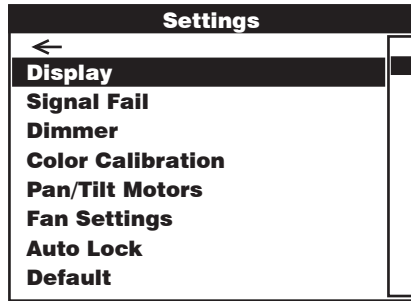 Settings
←
Display
Signal Fail
Dimmer
Color Calibration
Pan/Tilt Motors
Fan Settings
Auto Lock
Default